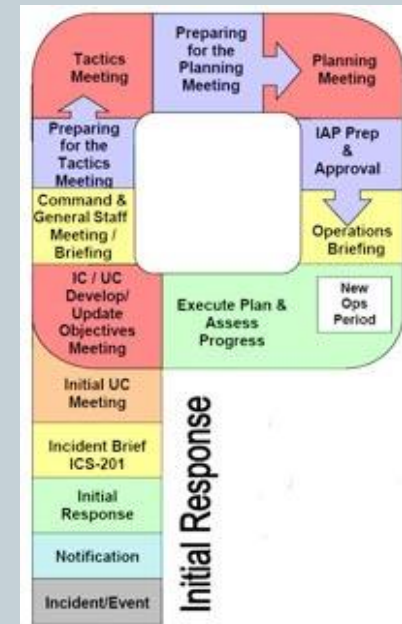 Tactics
Meeting
Preparing
for the
Planning
Meeting
Planning
Meeting
Preparing
for the
Tactics
Meeting
IAP Prep
&
Approval
Command &
General Staff
Meeting /
Briefing
Operations
Briefing
IC / UC
Develop/
Update
Objectives
Meeting
Execute Plan &
Assess
Progress
New
Ops
Period
Initial UC
Meeting
Incident Brief
ICS-201
Initial
Response
Notification
Incident/Event
Initial Response